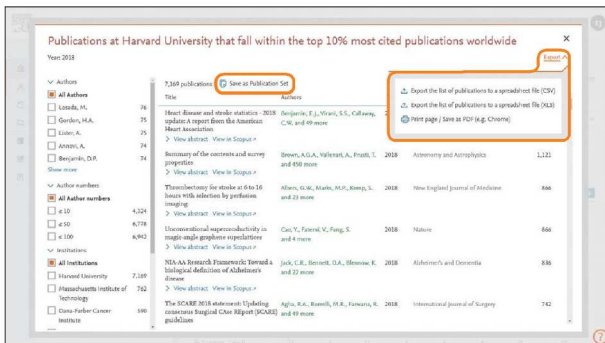 Publications at Harvard University that fall within the top 10% most cited publications worldwide
Year: 2018
Export
Authors
All Authors
Losada, M. 76
Gordon, H.A. 75
Lister, A. 75
Annovi, A. 74
Benjamin, D.P. 74
Show more
Author numbers
All Author numbers
≤ 10 4,324
≤ 50 6,778
≤ 100 6,942
Institutions
All Institutions
Harvard University 7,169
Massachusetts Institute of Technology 762
Dana-Farber Cancer Institute
7,169 publications Save as Publication Set
Title Authors
Heart disease and stroke statistics - 2018 update: A report from the American Heart Association
Benjamin, E.J., Virani, S.S., Callaway, C.W. and 49 more
View abstract View in Scopus
Export the list of publications to a spreadsheet file (CSV)
Export the list of publications to a spreadsheet file (XLS)
Print page / Save as PDF (e.g. Chrome)
Summary of the contents and survey properties
Brown, A.G.A., Vallenari, A., Prusti, T. and 450 more
2018 Astronomy and Astrophysics 1,121
View abstract View in Scopus
Thrombectomy for stroke at 6 to 16 hours with selection by perfusion imaging
Albers, G.W., Marks, M.P., Kemp, S. and 23 more
2018 New England Journal of Medicine 866
View abstract View in Scopus
Unconventional superconductivity in magic-angle graphene superlattices
Cao, Y., Fatemi, V., Fang, S. and 4 more
2018 Nature 866
View abstract View in Scopus
NIA-AA Research Framework: Toward a biological definition of Alzheimer's disease
Jack, C.R., Bennett, D.A., Blennow, K. and 22 more
2018 Alzheimer's and Dementia 836
View abstract View in Scopus
The SCARE 2018 statement: Updating consensus Surgical CAse REport (SCARE) guidelines
Agha, R.A., Borrelli, M.R., Farwana, R. and 49 more
2018 International Journal of Surgery 742